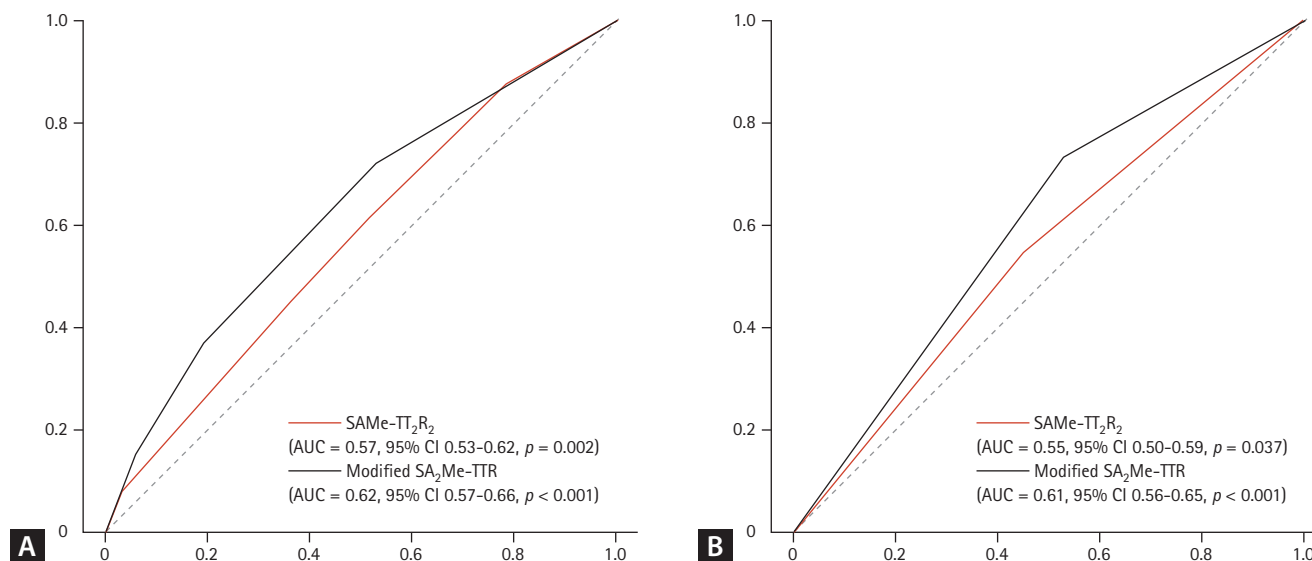 1.0
0.8
0.6
0.4
0.2
0
0 0.2 0.4 0.6 0.8 1.0
SAMe-TT₂R₂
(AUC = 0.57, 95% CI 0.53–0.62, p = 0.002)
Modified SA₂Me-TTR
(AUC = 0.62, 95% CI 0.57–0.66, p < 0.001)
A
1.0
0.8
0.6
0.4
0.2
0
0 0.2 0.4 0.6 0.8 1.0
SAMe-TT₂R₂
(AUC = 0.55, 95% CI 0.50–0.59, p = 0.037)
Modified SA₂Me-TTR
(AUC = 0.61, 95% CI 0.56–0.65, p < 0.001)
B